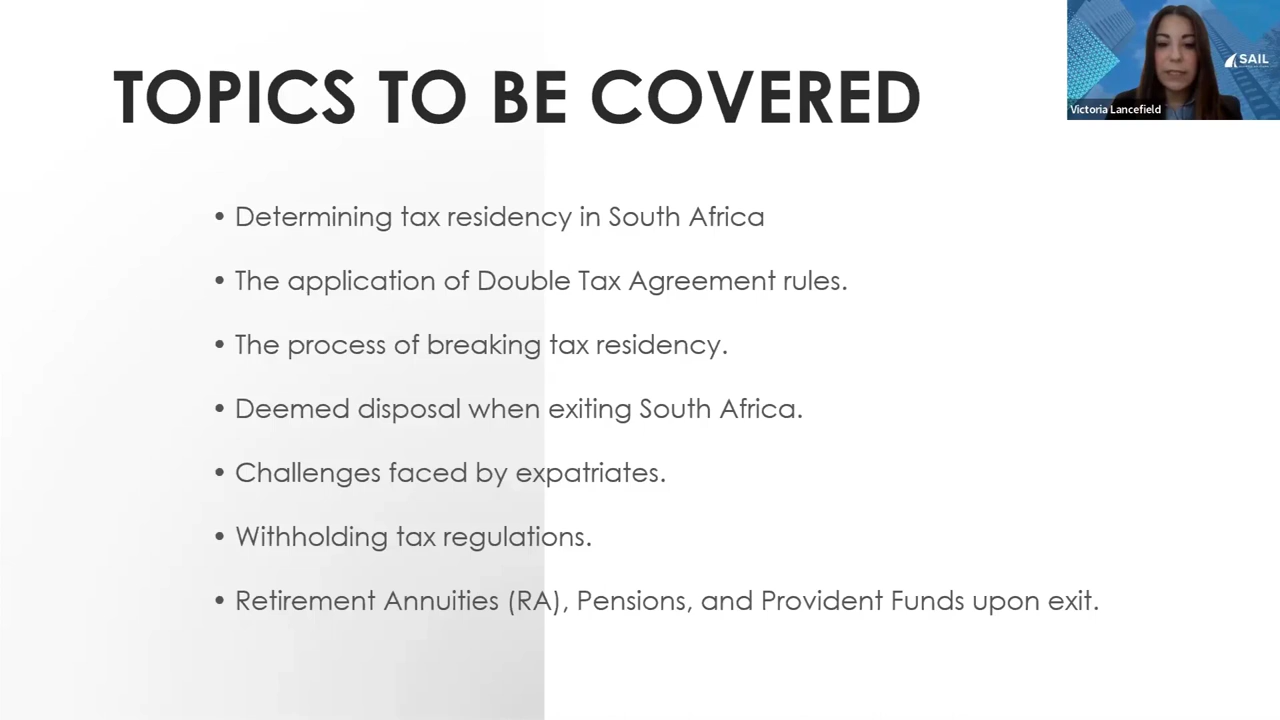 TOPICS TO BE COVERED
SAIL
Victoria Lancefield
• Determining tax residency in South Africa
• The application of Double Tax Agreement rules.
• The process of breaking tax residency.
• Deemed disposal when exiting South Africa.
• Challenges faced by expatriates.
• Withholding tax regulations.
• Retirement Annuities (RA), Pensions, and Provident Funds upon exit.